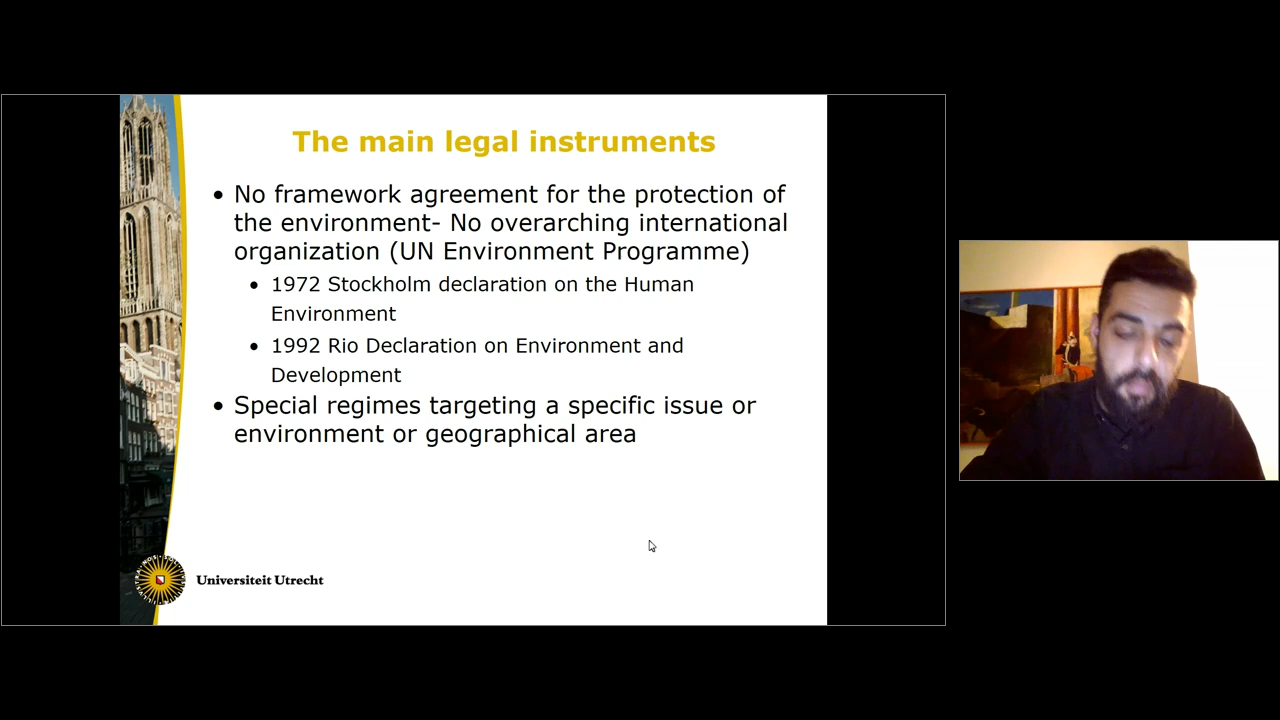 The main legal instruments
• No framework agreement for the protection of
the environment- No overarching international
organization (UN Environment Programme)
• 1972 Stockholm declaration on the Human
Environment
• 1992 Rio Declaration on Environment and
Development
• Special regimes targeting a specific issue or
environment or geographical area
Universiteit Utrecht